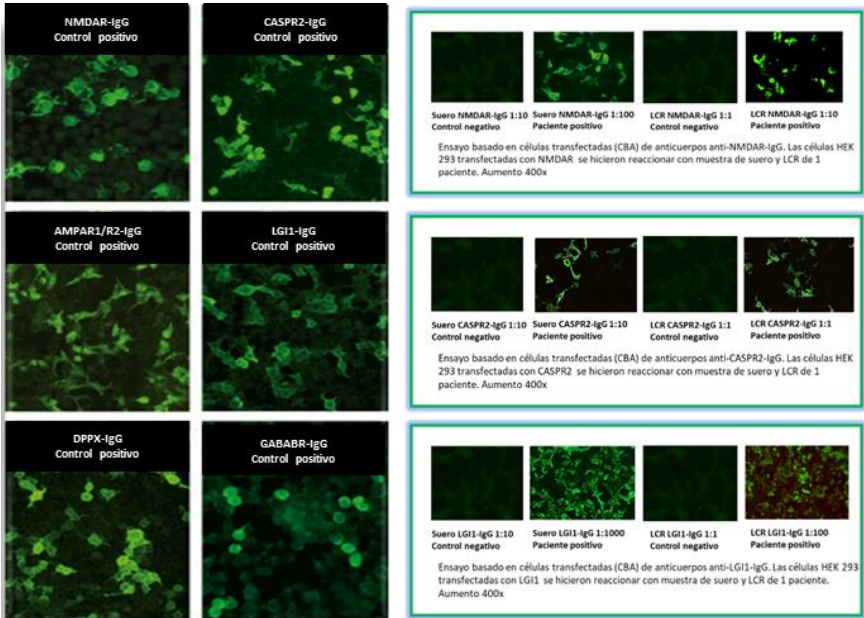 NMDAR-IgG
Control positivo
CASPR2-IgG
Control positivo
AMPAR1/R2-IgG
Control positivo
LGI1-IgG
Control positivo
DPPX-IgG
Control positivo
GABABR-IgG
Control positivo
Suero NMDAR-IgG 1:10
Control negativo
Suero NMDAR-IgG 1:100
Paciente positivo
LCR NMDAR-IgG 1:1
Control negativo
LCR NMDAR-IgG 1:10
Paciente positivo
Ensayo basado en células transfectadas (CBA) de anticuerpos anti-NMDAR-IgG. Las células HEK
293 transfectadas con NMDAR se hicieron reaccionar con muestra de suero y LCR de 1
paciente. Aumento 400x
Suero CASPR2-IgG 1:10
Control negativo
Suero CASPR2-IgG 1:10
Paciente positivo
LCR CASPR2-IgG 1:1
Control negativo
LCR CASPR2-IgG 1:1
Paciente positivo
Ensayo basado en células transfectadas (CBA) de anticuerpos anti-CASPR2-IgG. Las células HEK
293 transfectadas con CASPR2 se hicieron reaccionar con muestra de suero y LCR de 1
paciente. Aumento 400x
Suero LGI1-IgG 1:10
Control negativo
Suero LGI1-IgG 1:1000
Paciente positivo
LCR LGI1-IgG 1:1
Control negativo
LCR LGI1-IgG 1:100
Paciente positivo
Ensayo basado en células transfectadas (CBA) de anticuerpos anti-LGI1-IgG. Las células HEK 293
transfectadas con LGI1 se hicieron reaccionar con muestra de suero y LCR de 1 paciente.
Aumento 400x